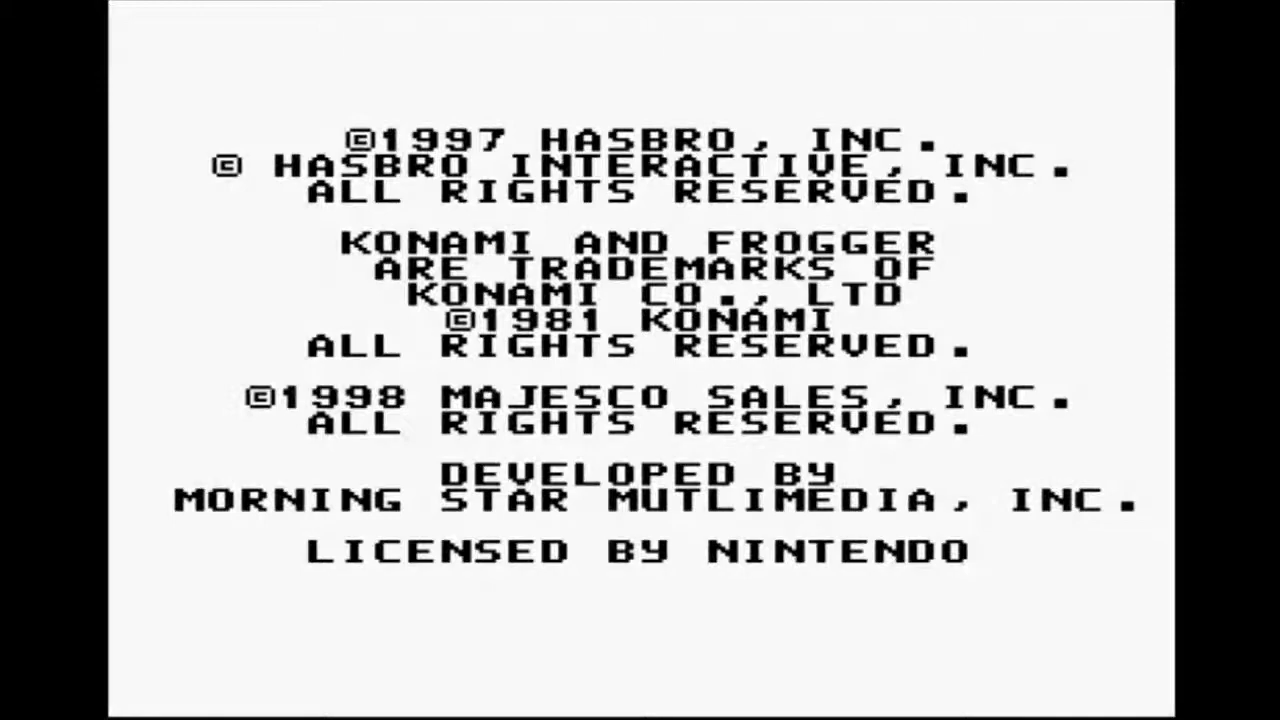 ©1997 HASBRO, INC.
© HASBRO INTERACTIVE, INC.
ALL RIGHTS RESERVED.
KONAMI AND FROGGER
ARE TRADEMARKS OF
KONAMI CO., LTD
©1981 KONAMI
ALL RIGHTS RESERVED.
©1998 MAJESCO SALES, INC.
ALL RIGHTS RESERVED.
DEVELOPED BY
MORNING STAR MUTLIMEDIA, INC.
LICENSED BY NINTENDO